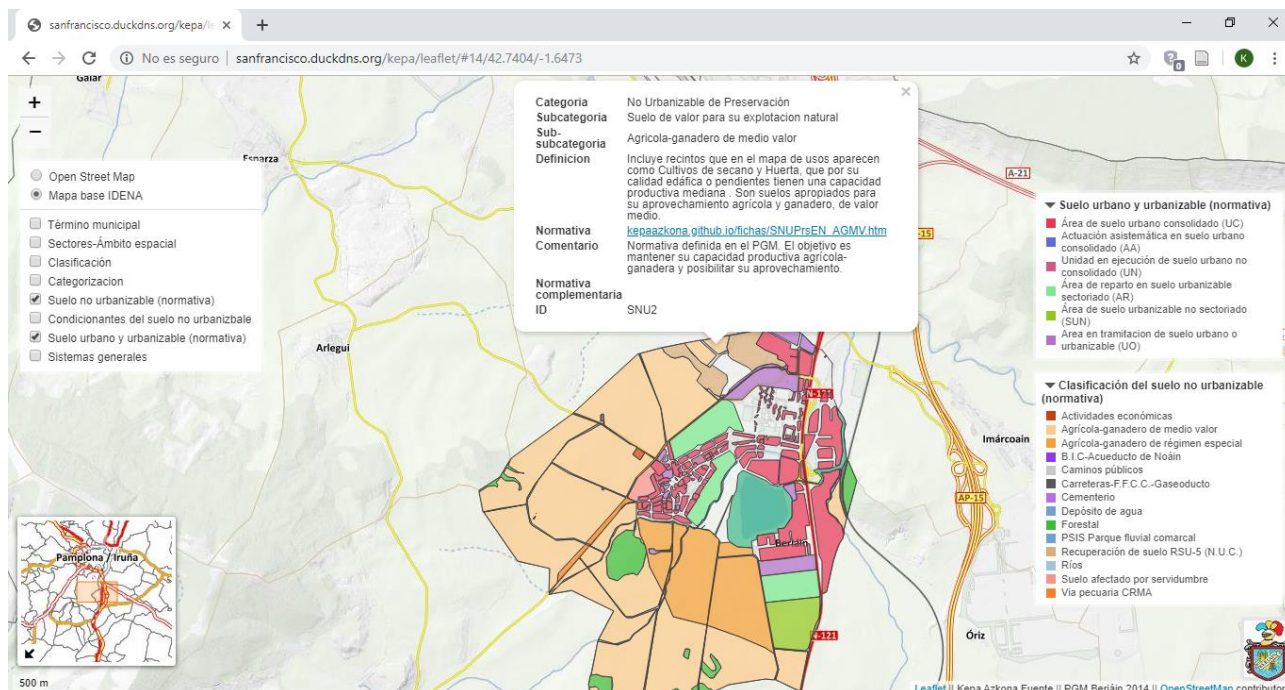 sanfrancisco.duckdns.org/kepa/le
No es seguro | sanfrancisco.duckdns.org/kepa/leaflet/#14/42.7404/-1.6473
0
K
Galar
+
−
Esparza
A-21
-15
Open Street Map
Mapa base IDENA
Término municipal
Sectores-Ámbito espacial
Clasificación
Categorizacion
Suelo no urbanizable (normativa)
Condicionantes del suelo no urbanizbale
Suelo urbano y urbanizable (normativa)
Sistemas generales
Categoria No Urbanizable de Preservación
Subcategoria Suelo de valor para su explotacion natural
Sub-
subcategoria Agricola-ganadero de medio valor
Definicion Incluye recintos que en el mapa de usos aparecen
como Cultivos de secano y Huerta, que por su
calidad edáfica o pendientes tienen una capacidad
productiva mediana . Son suelos apropiados para
su aprovechamiento agrícola y ganadero, de valor
medio.
Normativa kepaazkona.github.io/fichas/SNUPrsEN_AGMV.htm
Comentario Normativa definida en el PGM. El objetivo es
mantener su capacidad productiva agrícola-
ganadera y posibilitar su aprovechamiento.
Normativa
complementaria
ID SNU2
Suelo urbano y urbanizable (normativa)
Área de suelo urbano consolidado (UC)
Actuación asistemática en suelo urbano
consolidado (AA)
Unidad en ejecución de suelo urbano no
consolidado (UN)
Área de reparto en suelo urbanizable
sectoriado (AR)
Área de suelo urbanizable no sectoriado
(SUN)
Area en tramitacion de suelo urbano o
urbanizable (UO)
Clasificación del suelo no urbanizable
(normativa)
Actividades económicas
Agrícola-ganadero de medio valor
Agrícola-ganadero de régimen especial
B.I.C-Acueducto de Noáin
Caminos públicos
Carreteras-F.F.C.C.-Gaseoducto
Cementerio
Depósito de agua
Forestal
PSIS Parque fluvial comarcal
Recuperación de suelo RSU-5 (N.U.C.)
Ríos
Suelo afectado por servidumbre
Via pecuaria CRMA
Arlegui
N-121
Imárcoain
AP-15
Beriáin
N-121
Óriz
Pamplona / Iruña
500 m
Leaflet || Kepa Azkona Fuente || PGM Beriáin 2014 || OpenStreetMap contributor